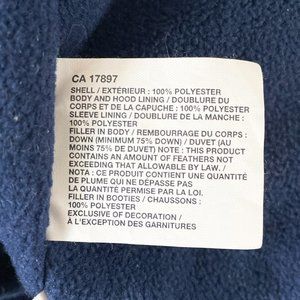 CA 17897
SHELL / EXTÉRIEUR : 100% POLYESTER
BODY AND HOOD LINING / DOUBLURE DU
CORPS ET DE LA CAPUCHE : 100% POLYESTER
SLEEVE LINING / DOUBLURE DE LA MANCHE :
100% POLYESTER
FILLER IN BODY / REMBOURRAGE DU CORPS :
DOWN (MINIMUM 75% DOWN) / DUVET (AU
MOINS 75% DE DUVET) NOTE : THIS PRODUCT
CONTAINS AN AMOUNT OF FEATHERS NOT
EXCEEDING THAT ALLOWABLE BY LAW. /
NOTA : CE PRODUIT CONTIENT UNE QUANTITÉ
DE PLUME QUI NE DÉPASSE PAS
LA QUANTITÉ PERMISE PAR LA LOI.
FILLER IN BOOTIES / CHAUSSONS :
100% POLYESTER
EXCLUSIVE OF DECORATION /
À L'EXCEPTION DES GARNITURES